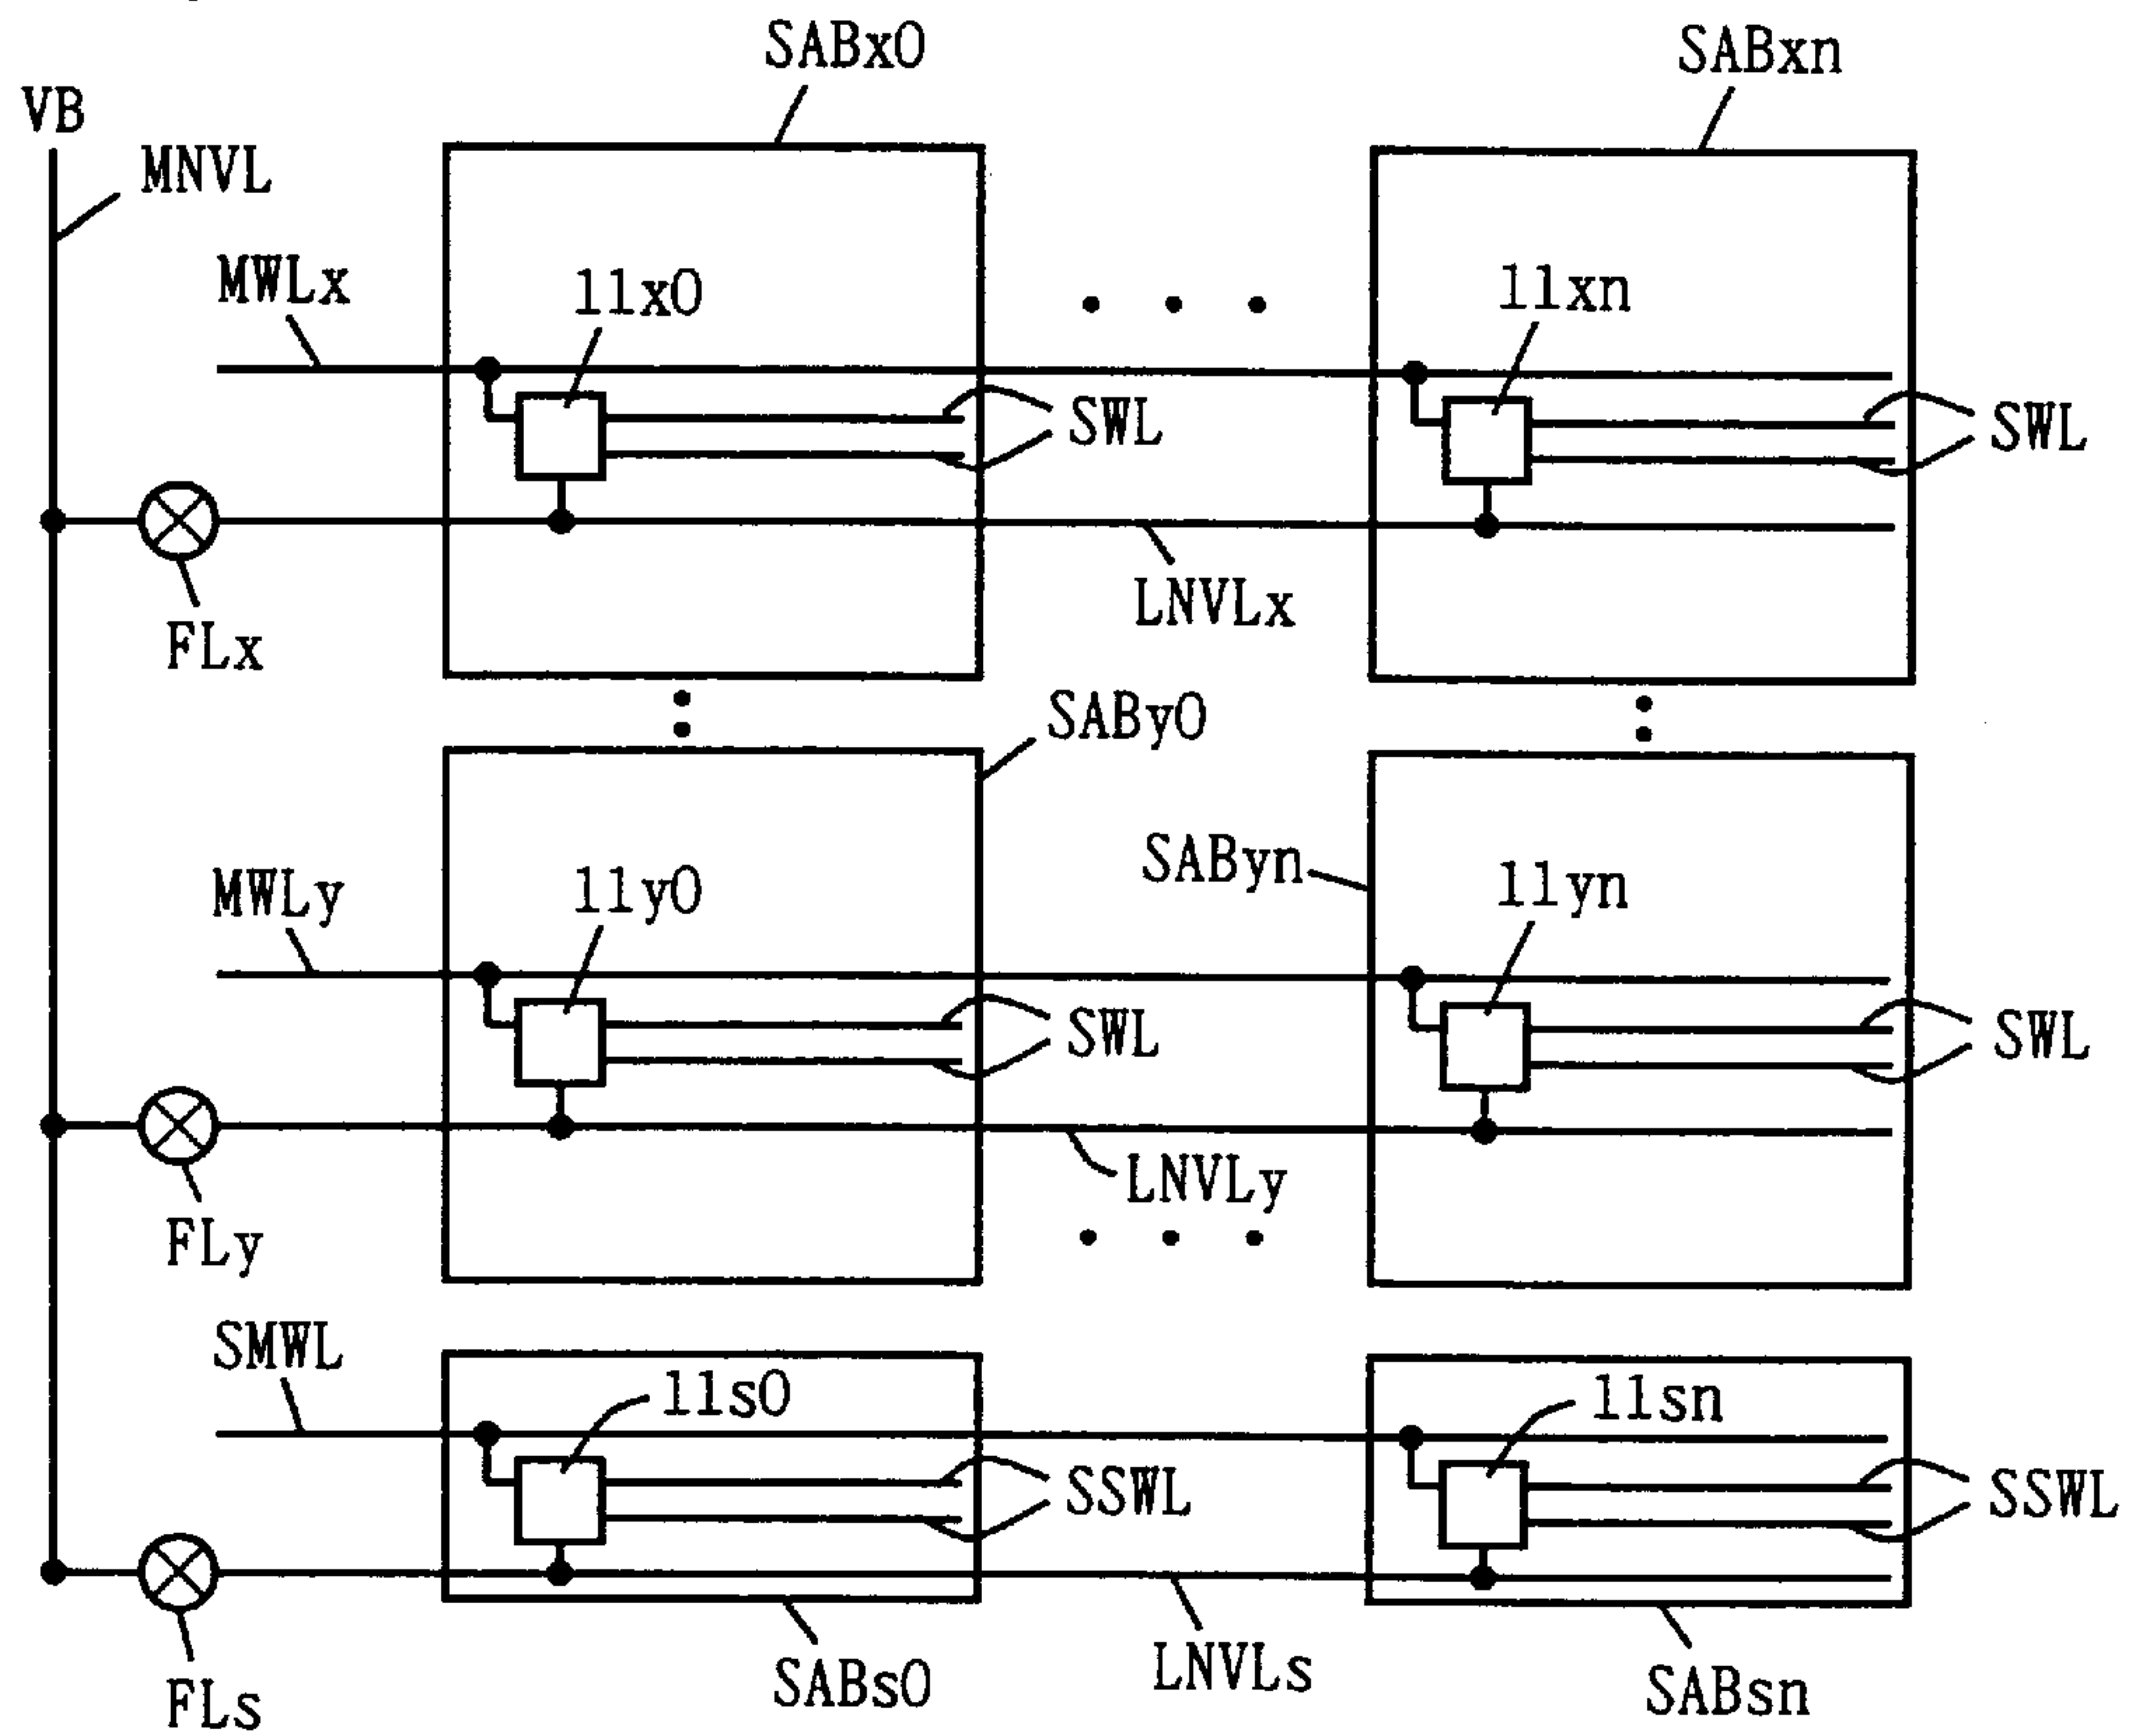 SABx0
SABxn
VB
MNVL
MWLx
11x0
11xn
SWL
SWL
LNVLx
FLx
SABy0
SAByn
MWLy
11y0
11yn
SWL
SWL
LNVLy
FLy
SMWL
11s0
11sn
SSWL
SSWL
LNVLs
SABs0
SABsn
FLs